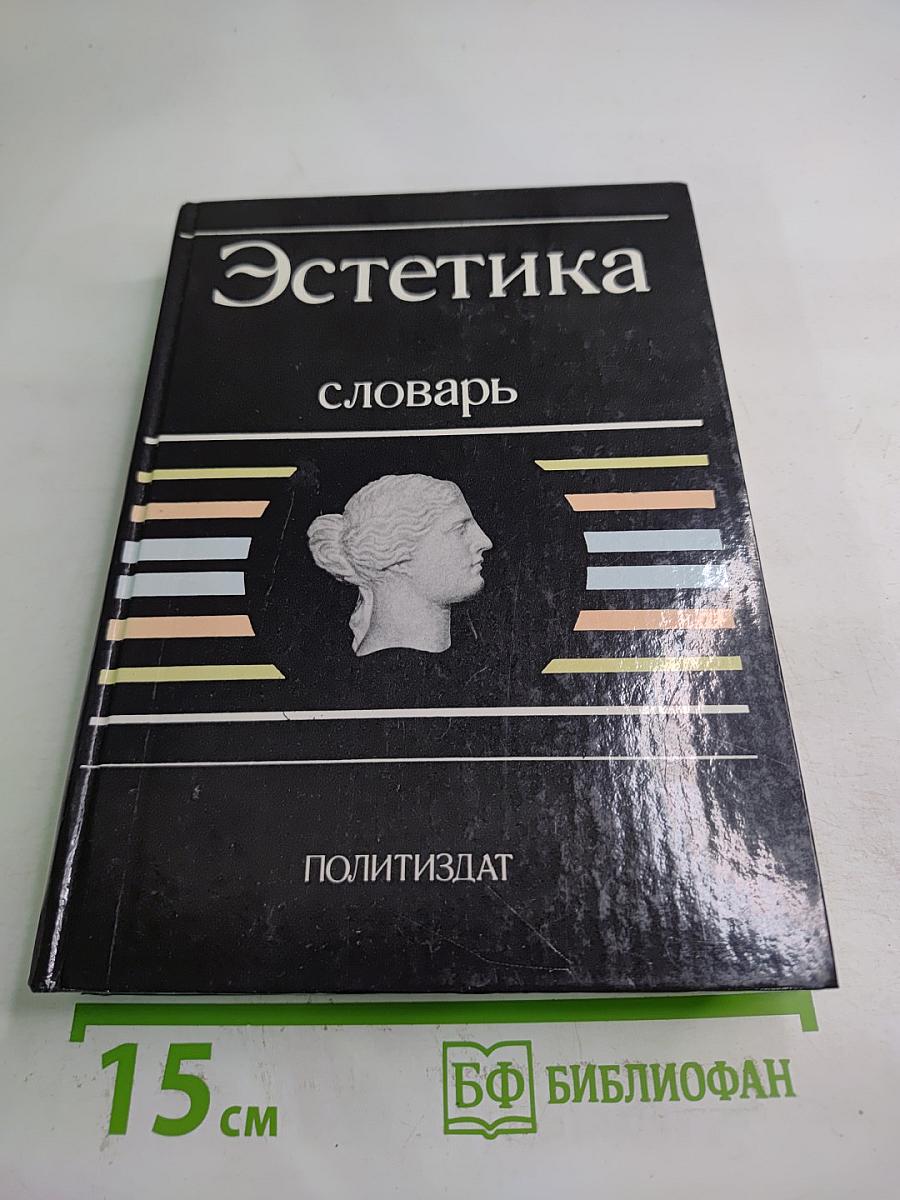 Эстетика
словарь
ПОЛИТИЗДАТ
15 см
БФ БИБЛИОФАН